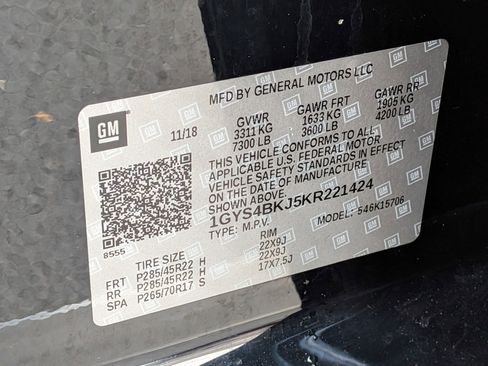 MFD BY GENERAL MOTORS LLC
GM
11/18
GVWR GAWR FRT GAWR RR
3311 KG 1633 KG 1905 KG
7300 LB 3600 LB 4200 LB
THIS VEHICLE CONFORMS TO ALL
APPLICABLE U.S. FEDERAL MOTOR
VEHICLE SAFETY STANDARDS IN EFFECT
ON THE DATE OF MANUFACTURE
SHOWN ABOVE.
1GYS4BKJ5KR221424
TYPE: M.P.V. MODEL: 546K15706
8555
TIRE SIZE RIM
FRT P285/45R22 H 22X9J
RR P285/45R22 H 22X9J
SPA P265/70R17 S 17X7.5J